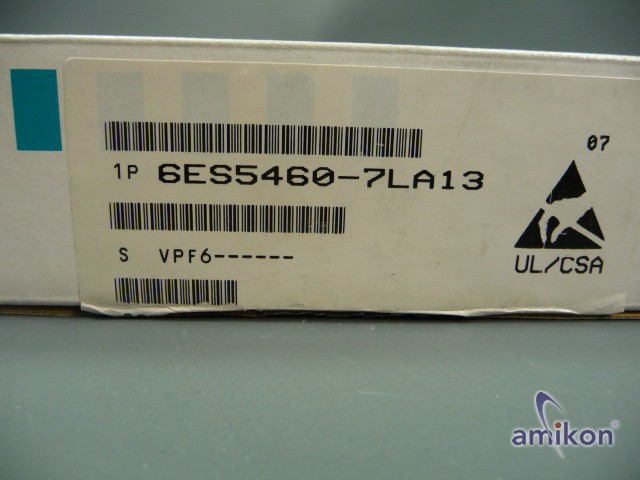 07
1P 6ES5460-7LA13
S VPF6------
UL/CSA
amikon®